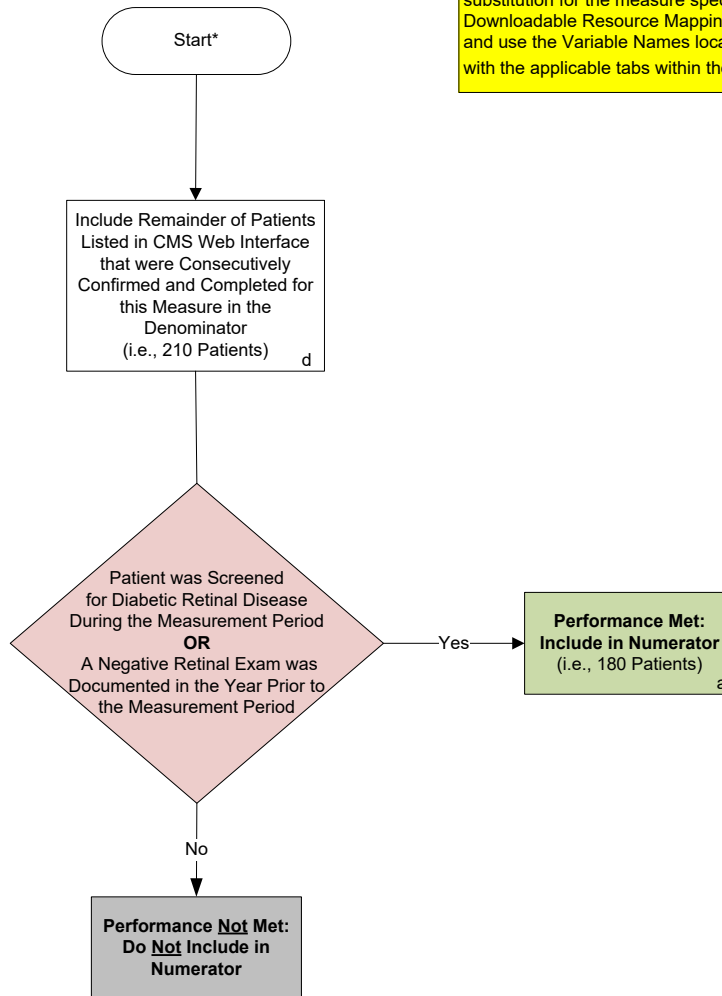 substitution for the measure
Downloadable Resource
and use the Variable Names
with the applicable tabs within
Start*
Include Remainder of Patients
Listed in CMS Web Interface
that were Consecutively
Confirmed and Completed for
this Measure in the
Denominator
(i.e., 210 Patients)
d
Patient was Screened
for Diabetic Retinal Disease
During the Measurement Period
OR
A Negative Retinal Exam was
Documented in the Year Prior to
the Measurement Period
Yes
Performance Met:
Include in Numerator
(i.e., 180 Patients)
a
No
Performance Not Met:
Do Not Include in
Numerator